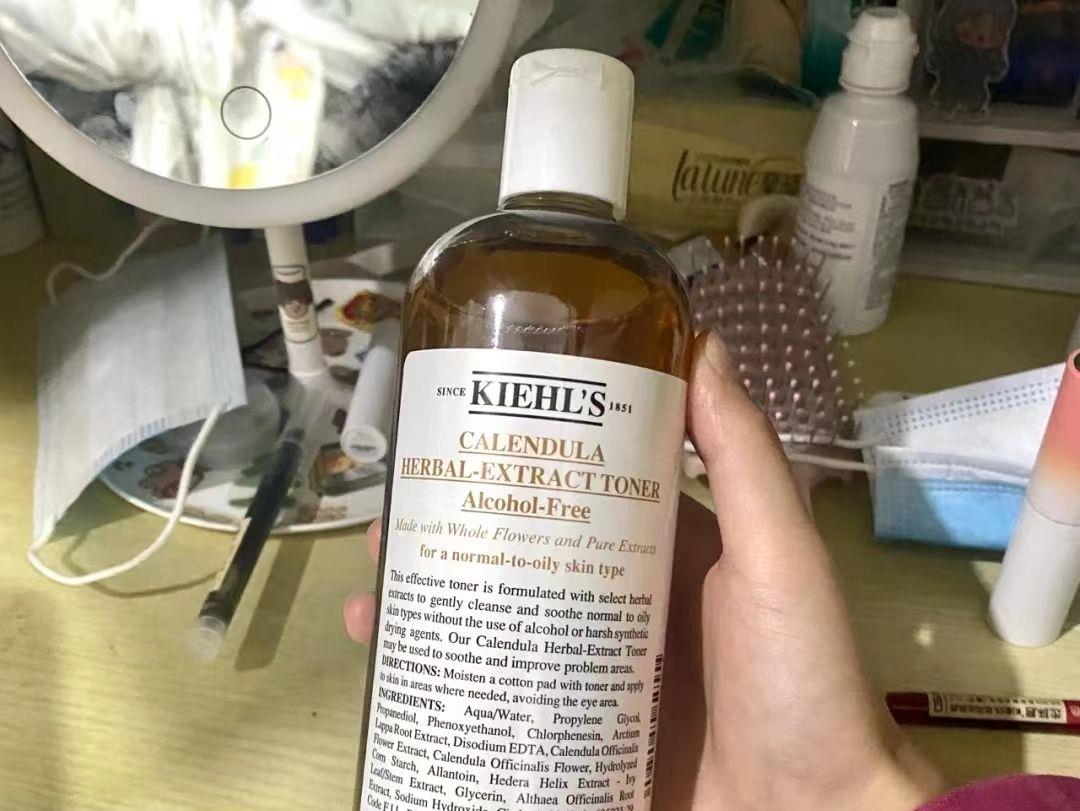 latune
SINCE KIEHL'S 1851
CALENDULA
HERBAL-EXTRACT TONER
Alcohol-Free
Made with Whole Flowers and Pure Extracts
for a normal-to-oily skin type
This effective toner is formulated with select herbal
extracts to gently cleanse and soothe normal to oily
skin types without the use of alcohol or harsh synthetic
drying agents. Our Calendula Herbal-Extract Toner
may be used to soothe and improve problem areas.
DIRECTIONS: Moisten a cotton pad with toner and apply
to skin in areas where needed, avoiding the eye area.
INGREDIENTS: Aqua/Water, Propylene Glycol,
Propanediol, Phenoxyethanol, Chlorphenesin, Arctium
Lappa Root Extract, Disodium EDTA, Calendula Officinalis
Flower Extract, Calendula Officinalis Flower, Hydrolyzed
Corn Starch, Allantoin, Hedera Helix Extract - Ivy
Leaf/Stem Extract, Glycerin, Althaea Officinalis Root
Extract, Sodium Hydroxide,
Code F.I.L.